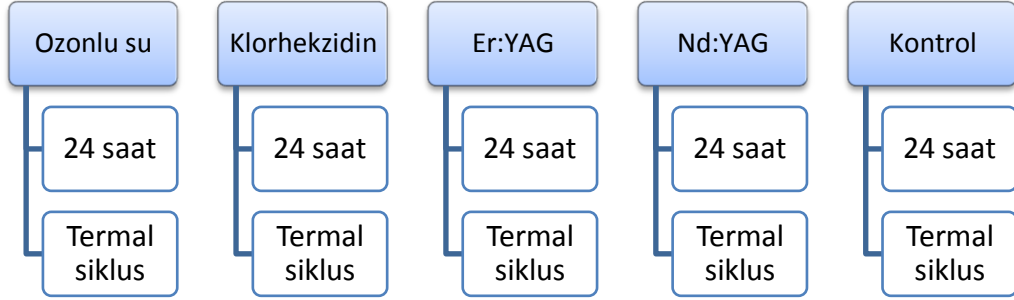 Ozonlu su
24 saat
Termal
siklus
Klorhekzidin
24 saat
Termal
siklus
Er:YAG
24 saat
Termal
siklus
Nd:YAG
24 saat
Termal
siklus
Kontrol
24 saat
Termal
siklus